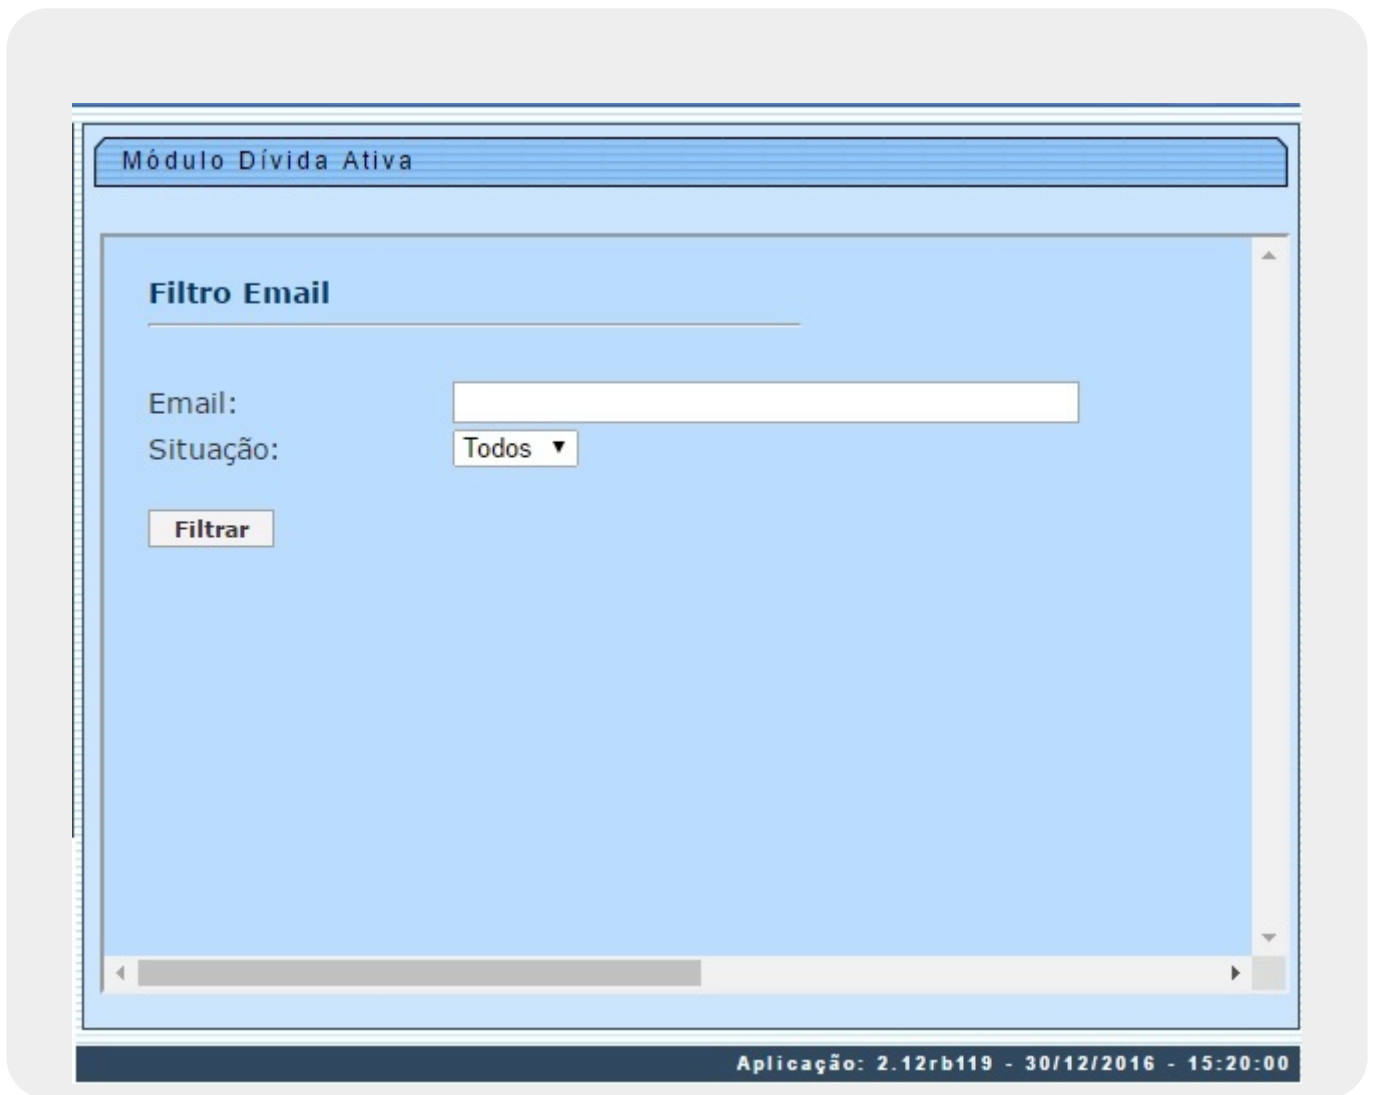 Módulo Dívida Ativa
Filtro Email
Email:
Situação: Todos
Filtrar
Aplicação: 2.12rb119 - 30/12/2016 - 15:20:00